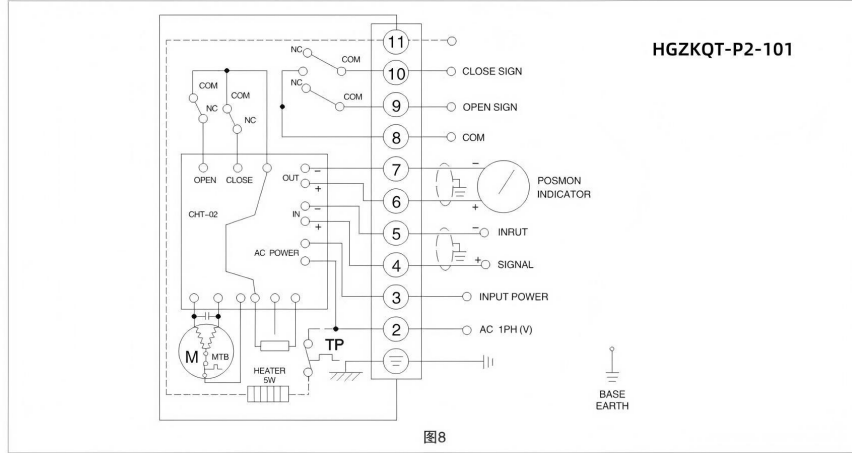 HGZKQT-P2-101
11
NC
COM
10
CLOSE SIGN
NC
COM
9
OPEN SIGN
8
COM
COM
NC
COM
NC
OPEN
CLOSE
OUT
−
+
7
−
POSMON
INDICATOR
6
+
CHT-02
IN
−
+
5
−
INRUT
4
+
SIGNAL
AC POWER
3
INPUT POWER
2
AC 1PH (V)
TP
M
MTB
HEATER
5W
BASE
EARTH
图8